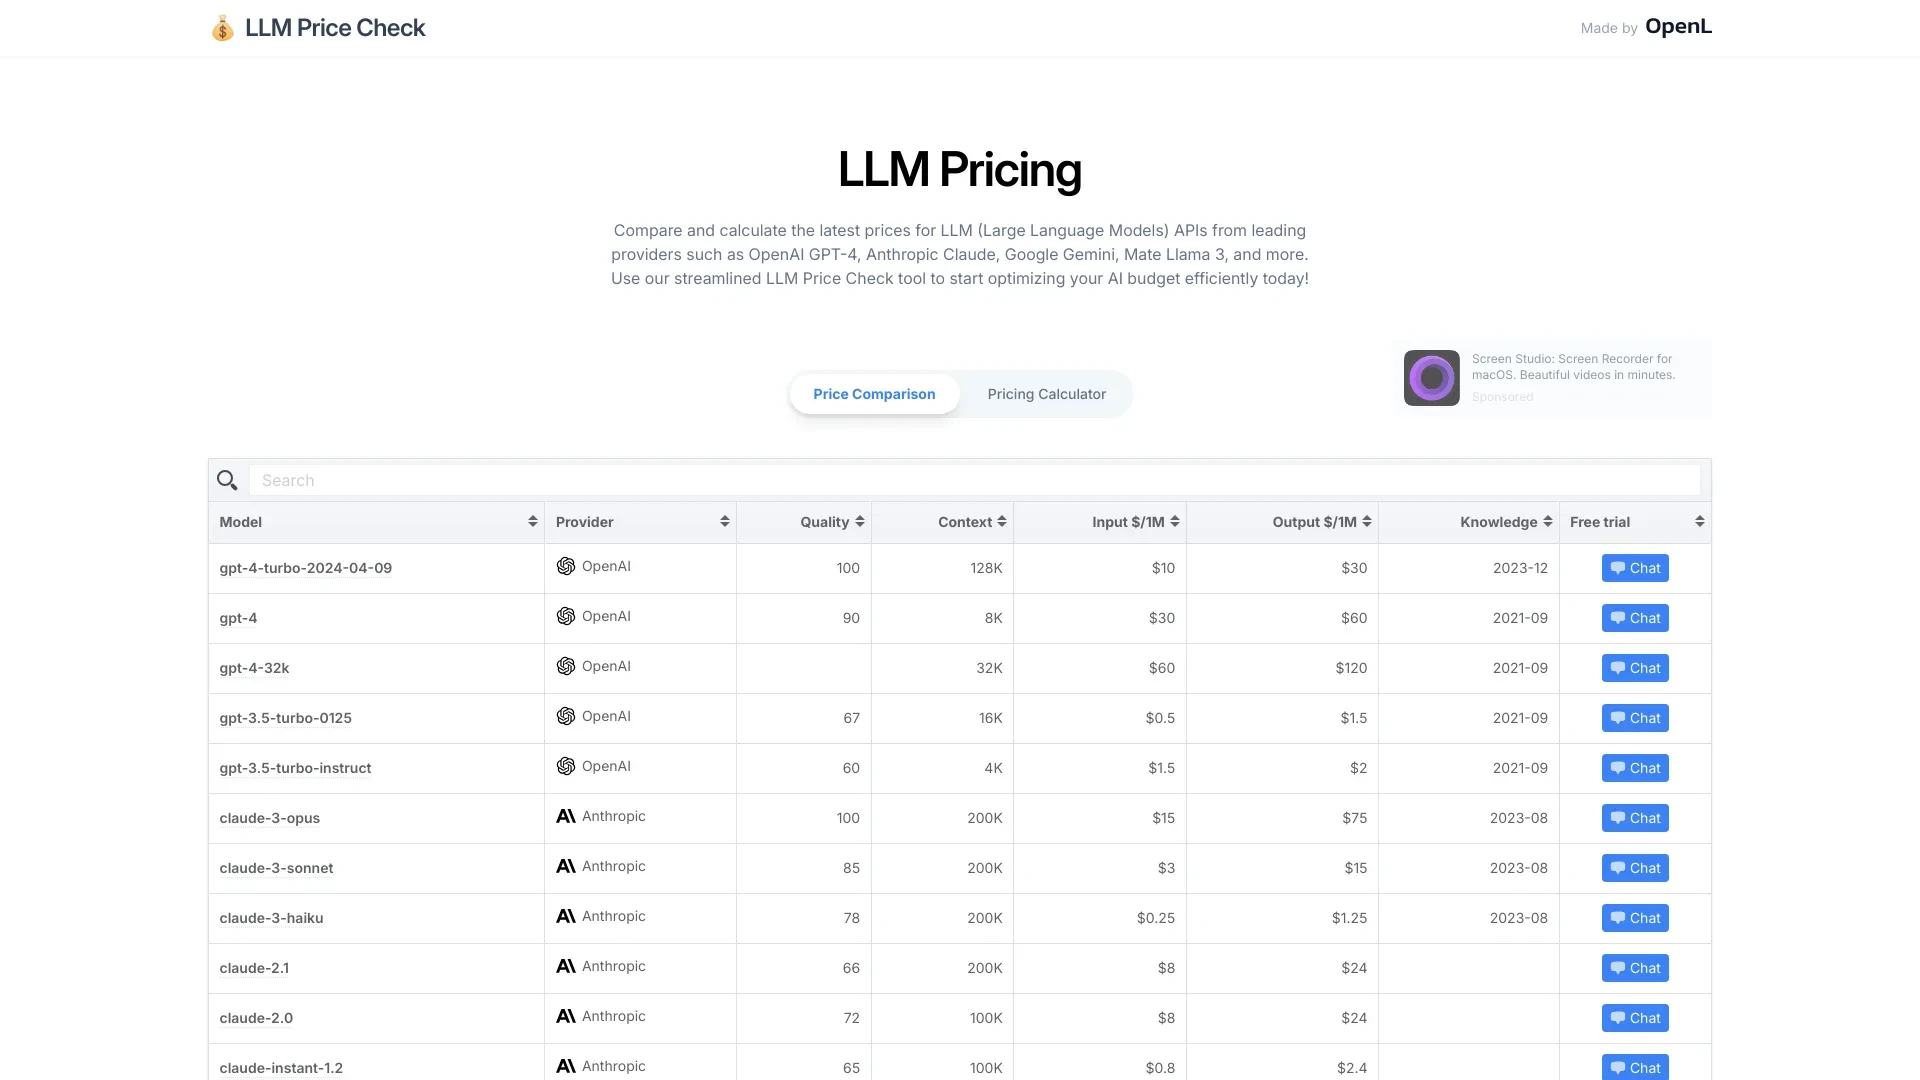 LLM Price Check
Made by OpenL
LLM Pricing
Compare and calculate the latest prices for LLM (Large Language Models) APIs from leading
providers such as OpenAI GPT-4, Anthropic Claude, Google Gemini, Mate Llama 3, and more.
Use our streamlined LLM Price Check tool to start optimizing your AI budget efficiently today!
Screen Studio: Screen Recorder for
macOS. Beautiful videos in minutes.
Sponsored
Price Comparison Pricing Calculator
Search
Model Provider Quality Context Input $/1M Output $/1M Knowledge Free trial
gpt-4-turbo-2024-04-09 OpenAI 100 128K $10 $30 2023-12 Chat
gpt-4 OpenAI 90 8K $30 $60 2021-09 Chat
gpt-4-32k OpenAI 32K $60 $120 2021-09 Chat
gpt-3.5-turbo-0125 OpenAI 67 16K $0.5 $1.5 2021-09 Chat
gpt-3.5-turbo-instruct OpenAI 60 4K $1.5 $2 2021-09 Chat
claude-3-opus Anthropic 100 200K $15 $75 2023-08 Chat
claude-3-sonnet Anthropic 85 200K $3 $15 2023-08 Chat
claude-3-haiku Anthropic 78 200K $0.25 $1.25 2023-08 Chat
claude-2.1 Anthropic 66 200K $8 $24 Chat
claude-2.0 Anthropic 72 100K $8 $24 Chat
claude-instant-1.2 Anthropic 65 100K $0.8 $2.4 Chat